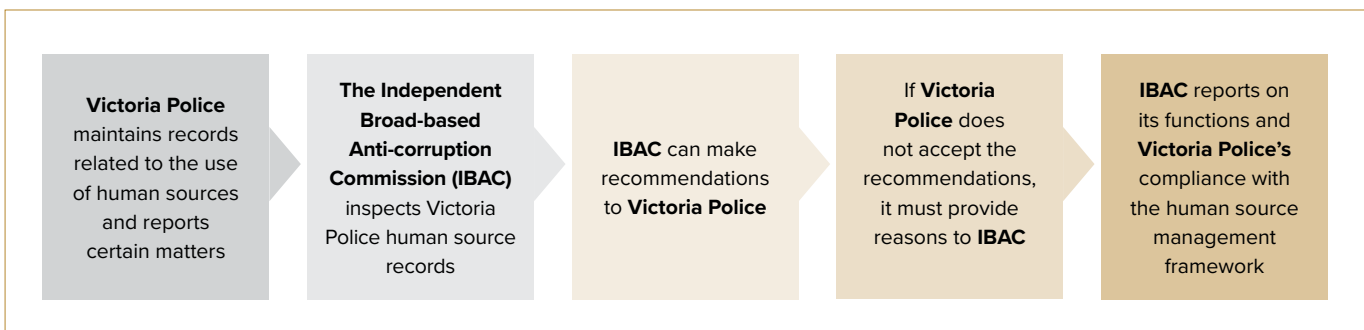 Victoria Police
maintains records
related to the use
of human sources
and reports
certain matters
The Independent
Broad-based
Anti-corruption
Commission (IBAC)
inspects Victoria
Police human source
records
IBAC can make
recommendations
to Victoria Police
If Victoria
Police does
not accept the
recommendations,
it must provide
reasons to IBAC
IBAC reports on
its functions and
Victoria Police’s
compliance with
the human source
management
framework